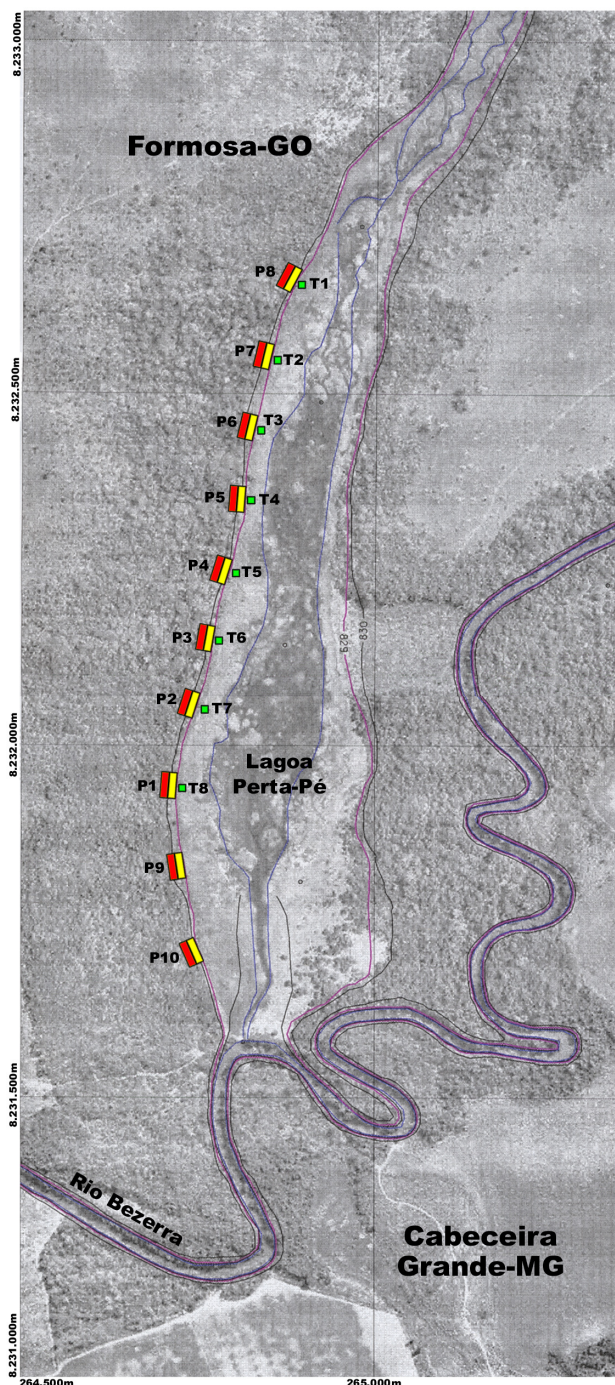 8.233.000m
Formosa-GO
P8
T1
P7
T2
8.232.500m
P6
T3
P5
T4
P4
T5
P3
T6
829
830
P2
T7
8.232.000m
Lagoa
Perta-Pé
P1
T8
P9
P10
8.231.500m
Rio Bezerra
Cabeceira
Grande-MG
8.231.000m
264.500m
265.000m